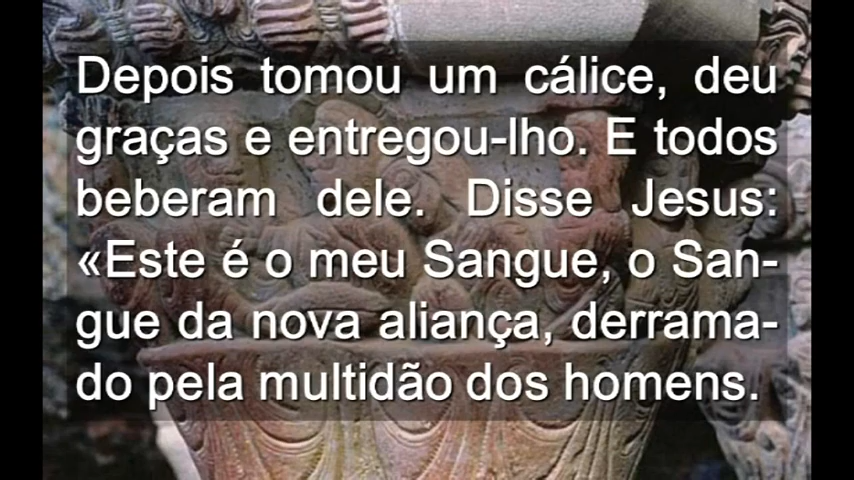 Depois tomou um cálice, deu
graças e entregou-lho. E todos
beberam dele. Disse Jesus:
«Este é o meu Sangue, o San-
gue da nova aliança, derrama-
do pela multidão dos homens.